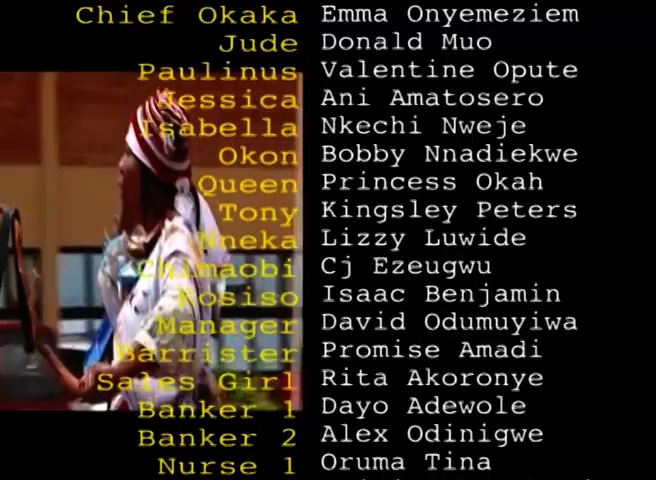 Chief Okaka Emma Onyemeziem
Jude Donald Muo
Paulinus Valentine Opute
Jessica Ani Amatosero
Isabella Nkechi Nweje
Okon Bobby Nnadiekwe
Queen Princess Okah
Tony Kingsley Peters
Nneka Lizzy Luwide
Chimaobi Cj Ezeugwu
Kosiso Isaac Benjamin
Manager David Odumuyiwa
Barrister Promise Amadi
Sales Girl Rita Akoronye
Banker 1 Dayo Adewole
Banker 2 Alex Odinigwe
Nurse 1 Oruma Tina